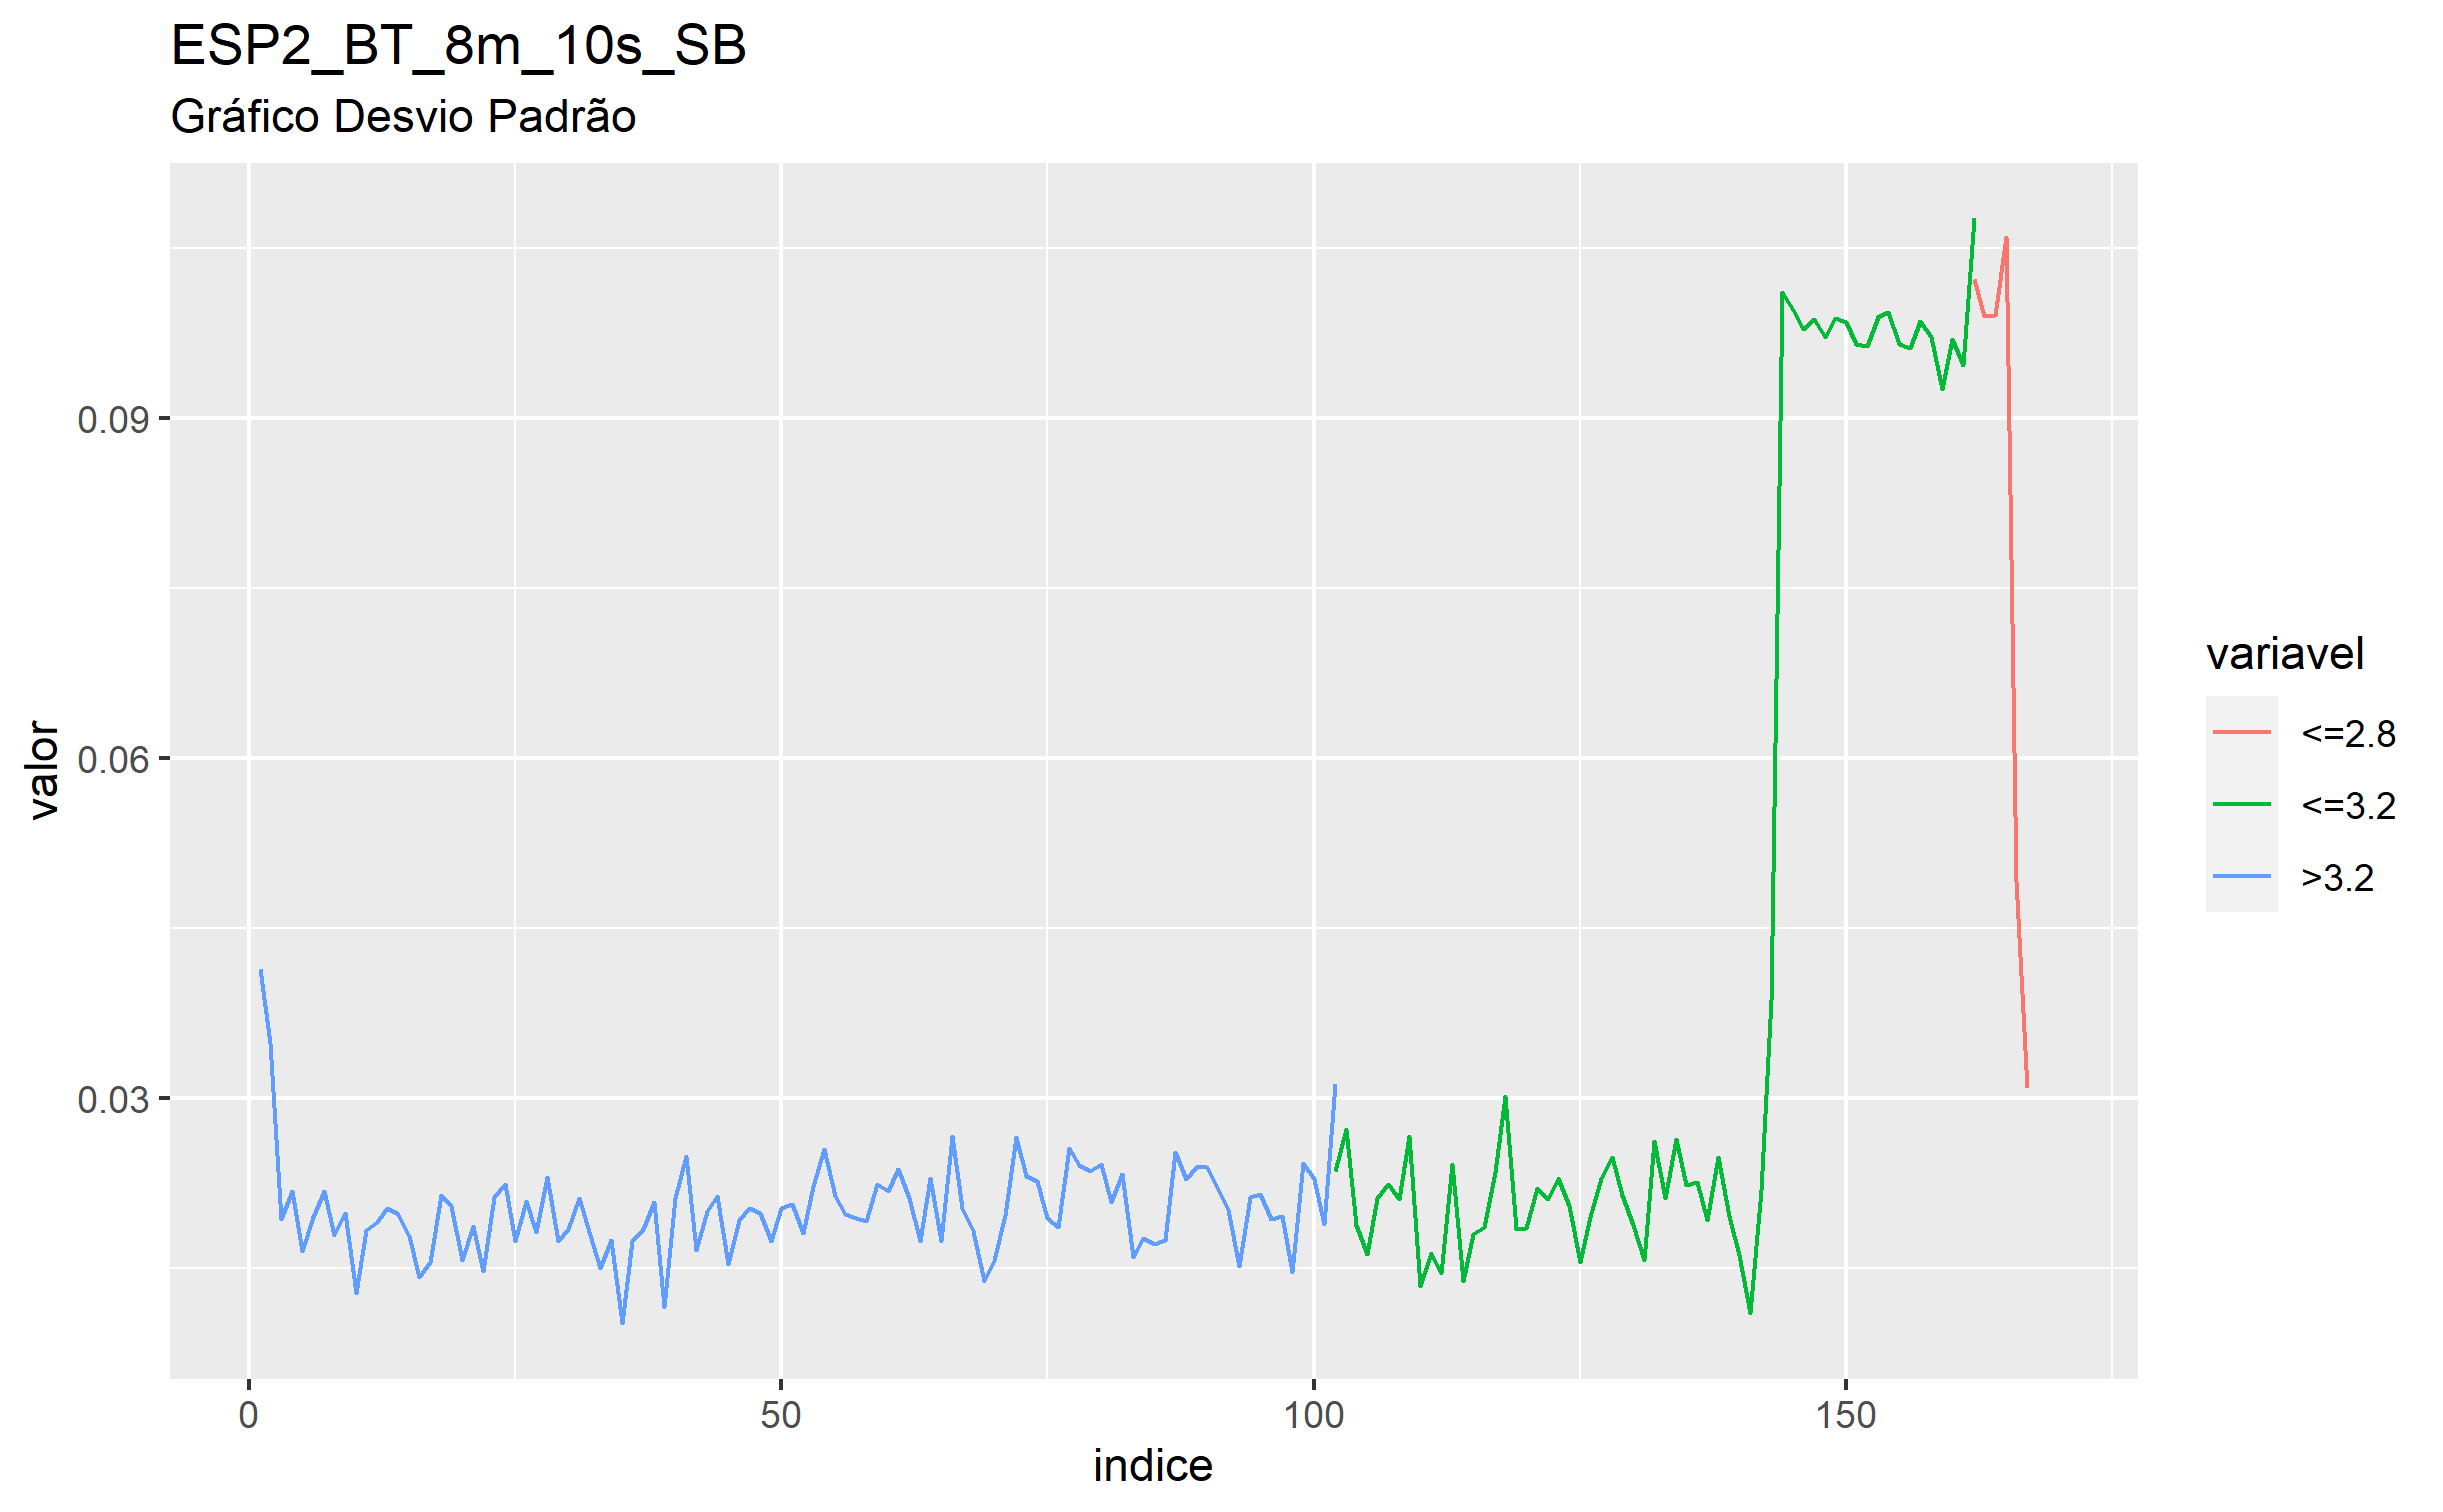 ESP2_BT_8m_10s_SB
Gráfico Desvio Padrão
valor
0.09
0.06
0.03
0
50
100
150
indice
variavel
<=2.8
<=3.2
>3.2